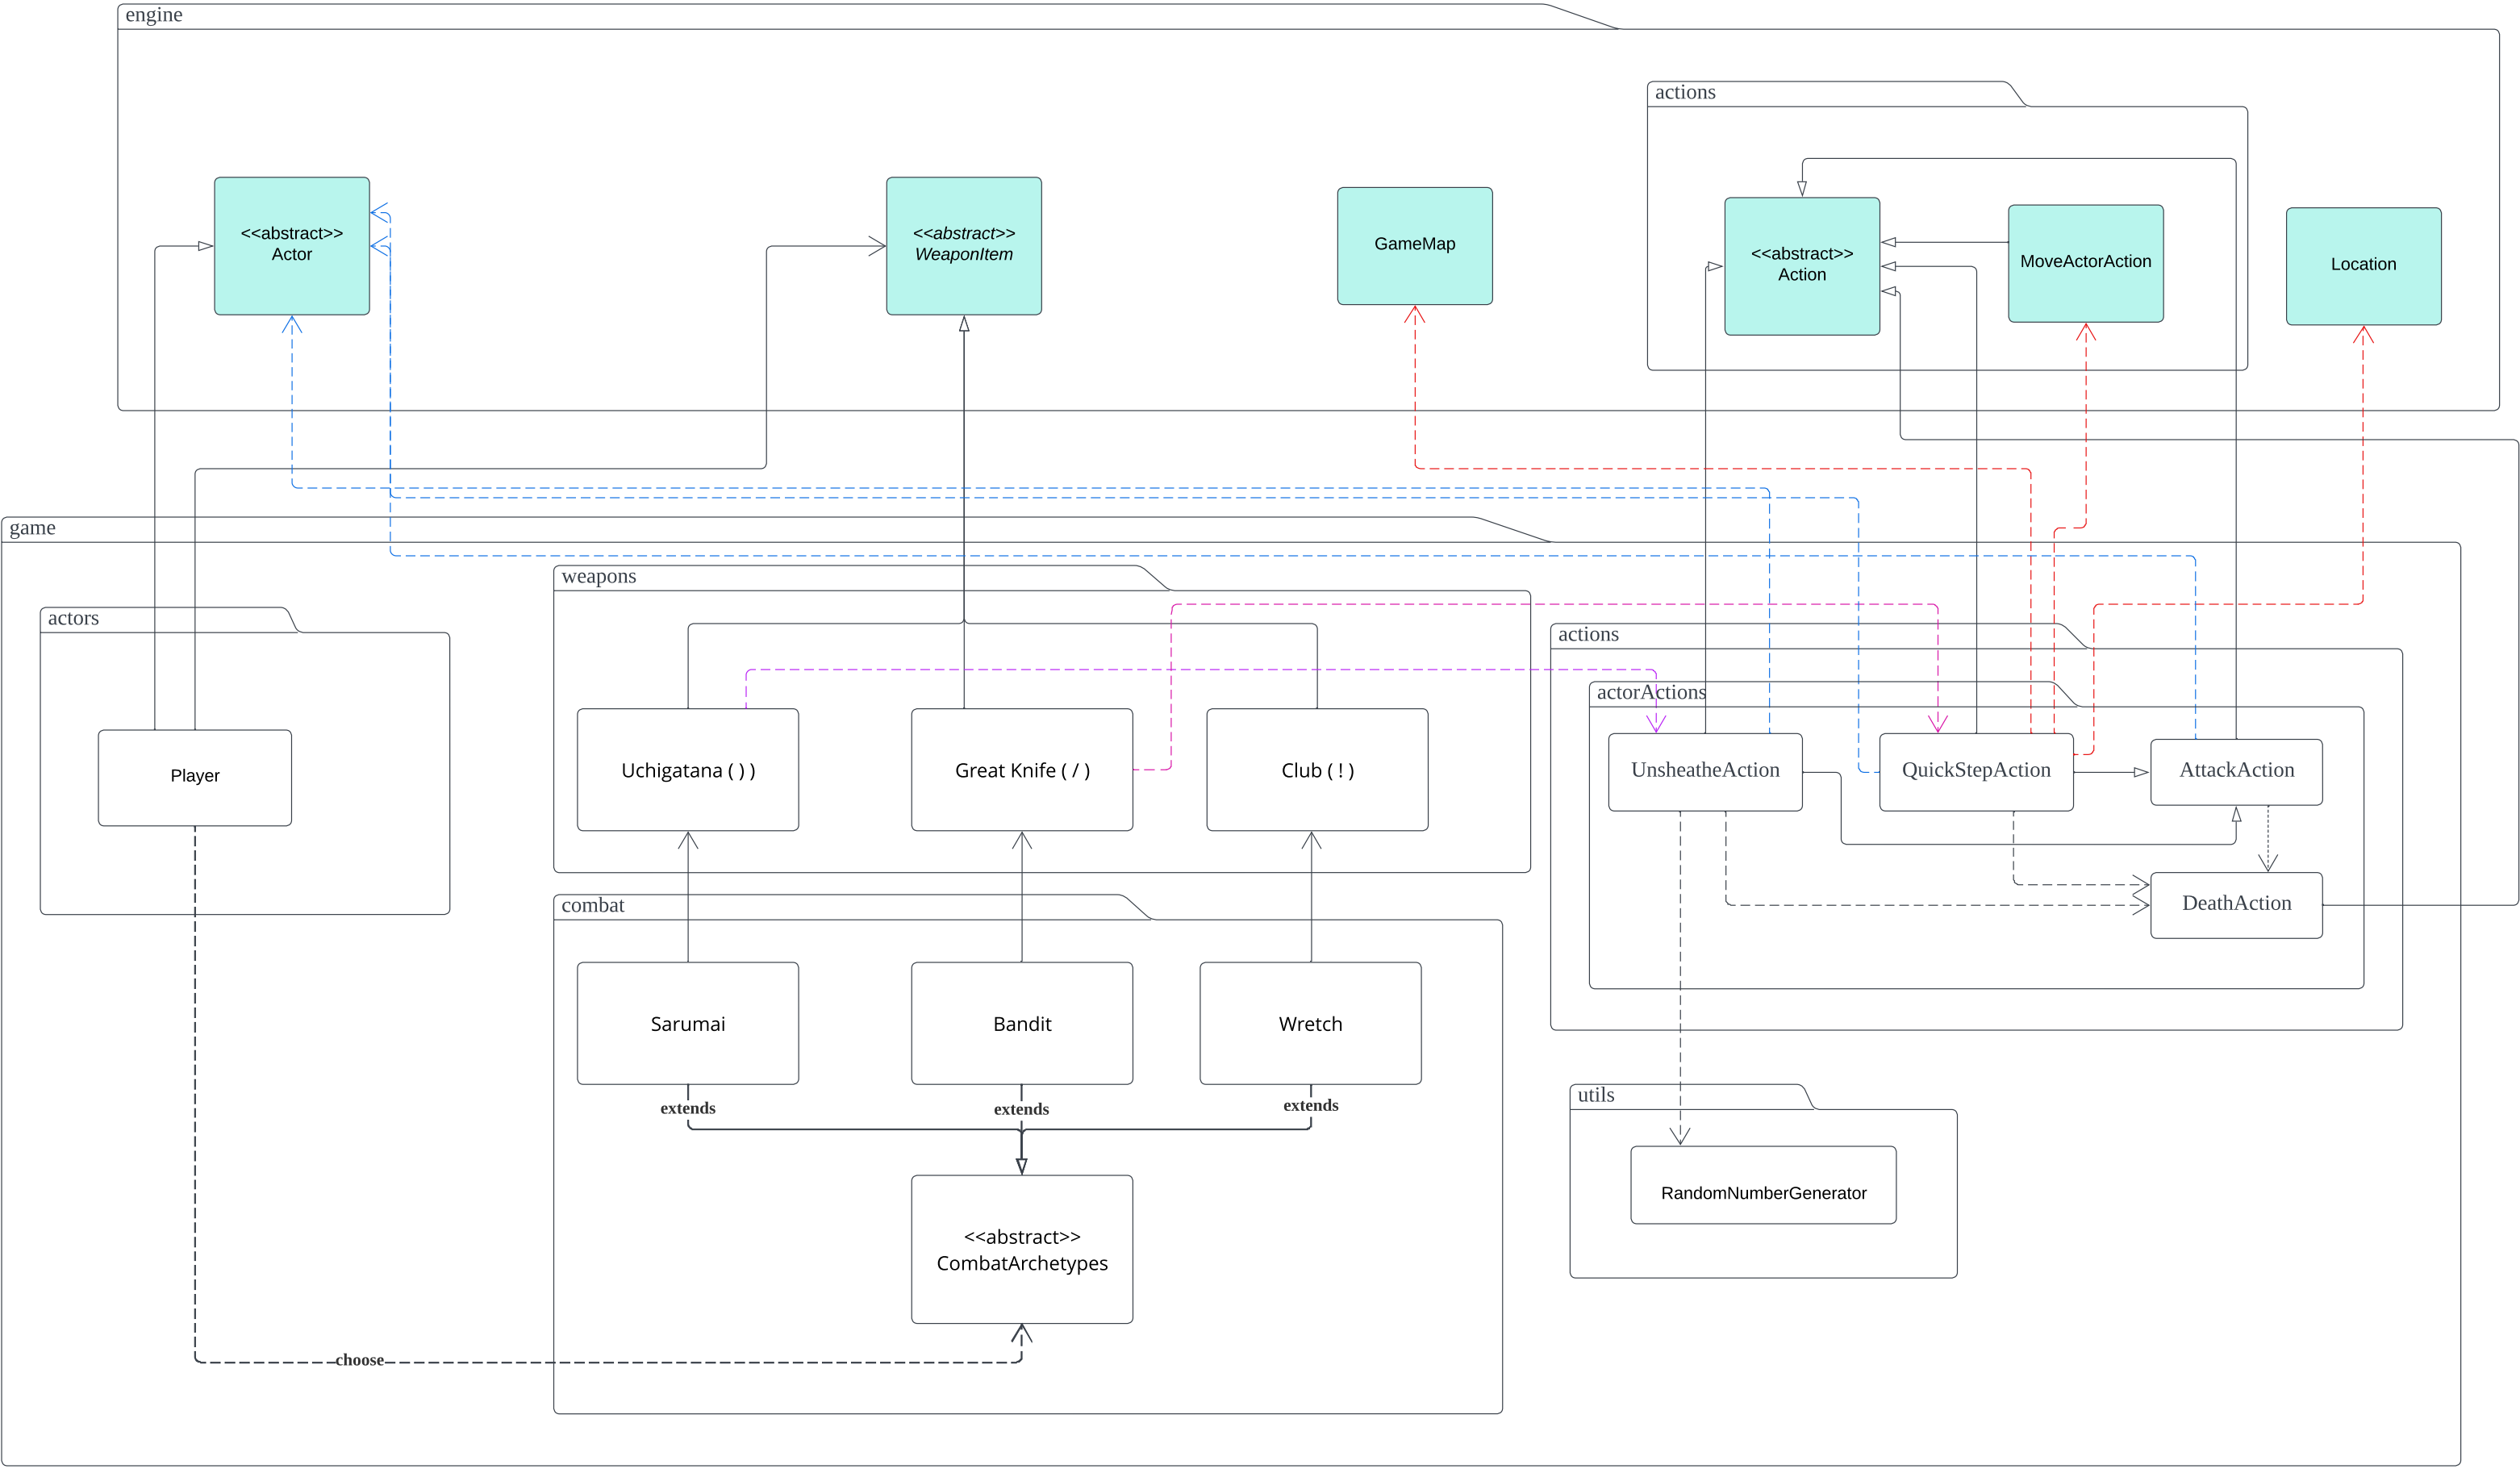 engine
actions
<<abstract>>
Actor
<<abstract>>
WeaponItem
GameMap
<<abstract>>
Action
MoveActorAction
Location
game
weapons
actors
actions
actorActions
Player
Uchigatana ( ) )
Great Knife ( / )
Club ( ! )
UnsheatheAction
QuickStepAction
AttackAction
DeathAction
combat
Sarumai
Bandit
Wretch
extends
extends
extends
utils
RandomNumberGenerator
<<abstract>>
CombatArchetypes
choose